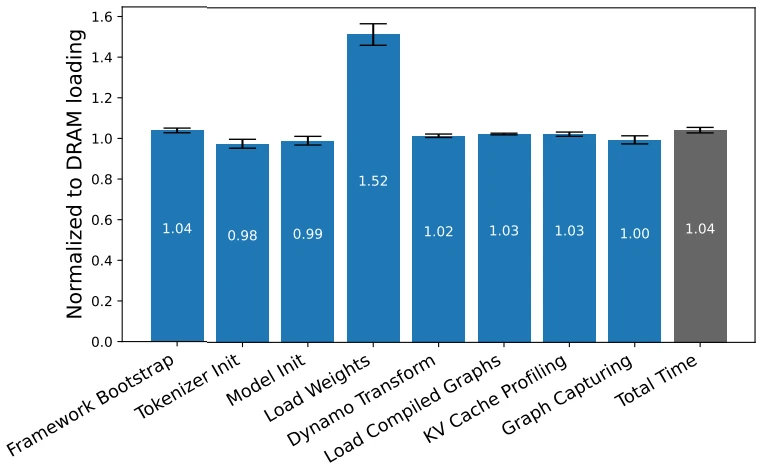 Normalized to DRAM loading
1.6
1.4
1.2
1.0
0.8
0.6
0.4
0.2
0.0
1.04
0.98
0.99
1.52
1.02
1.03
1.03
1.00
1.04
Framework Bootstrap
Tokenizer Init
Model Init
Load Weights
Dynamo Transform
Load Compiled Graphs
KV Cache Profiling
Graph Capturing
Total Time